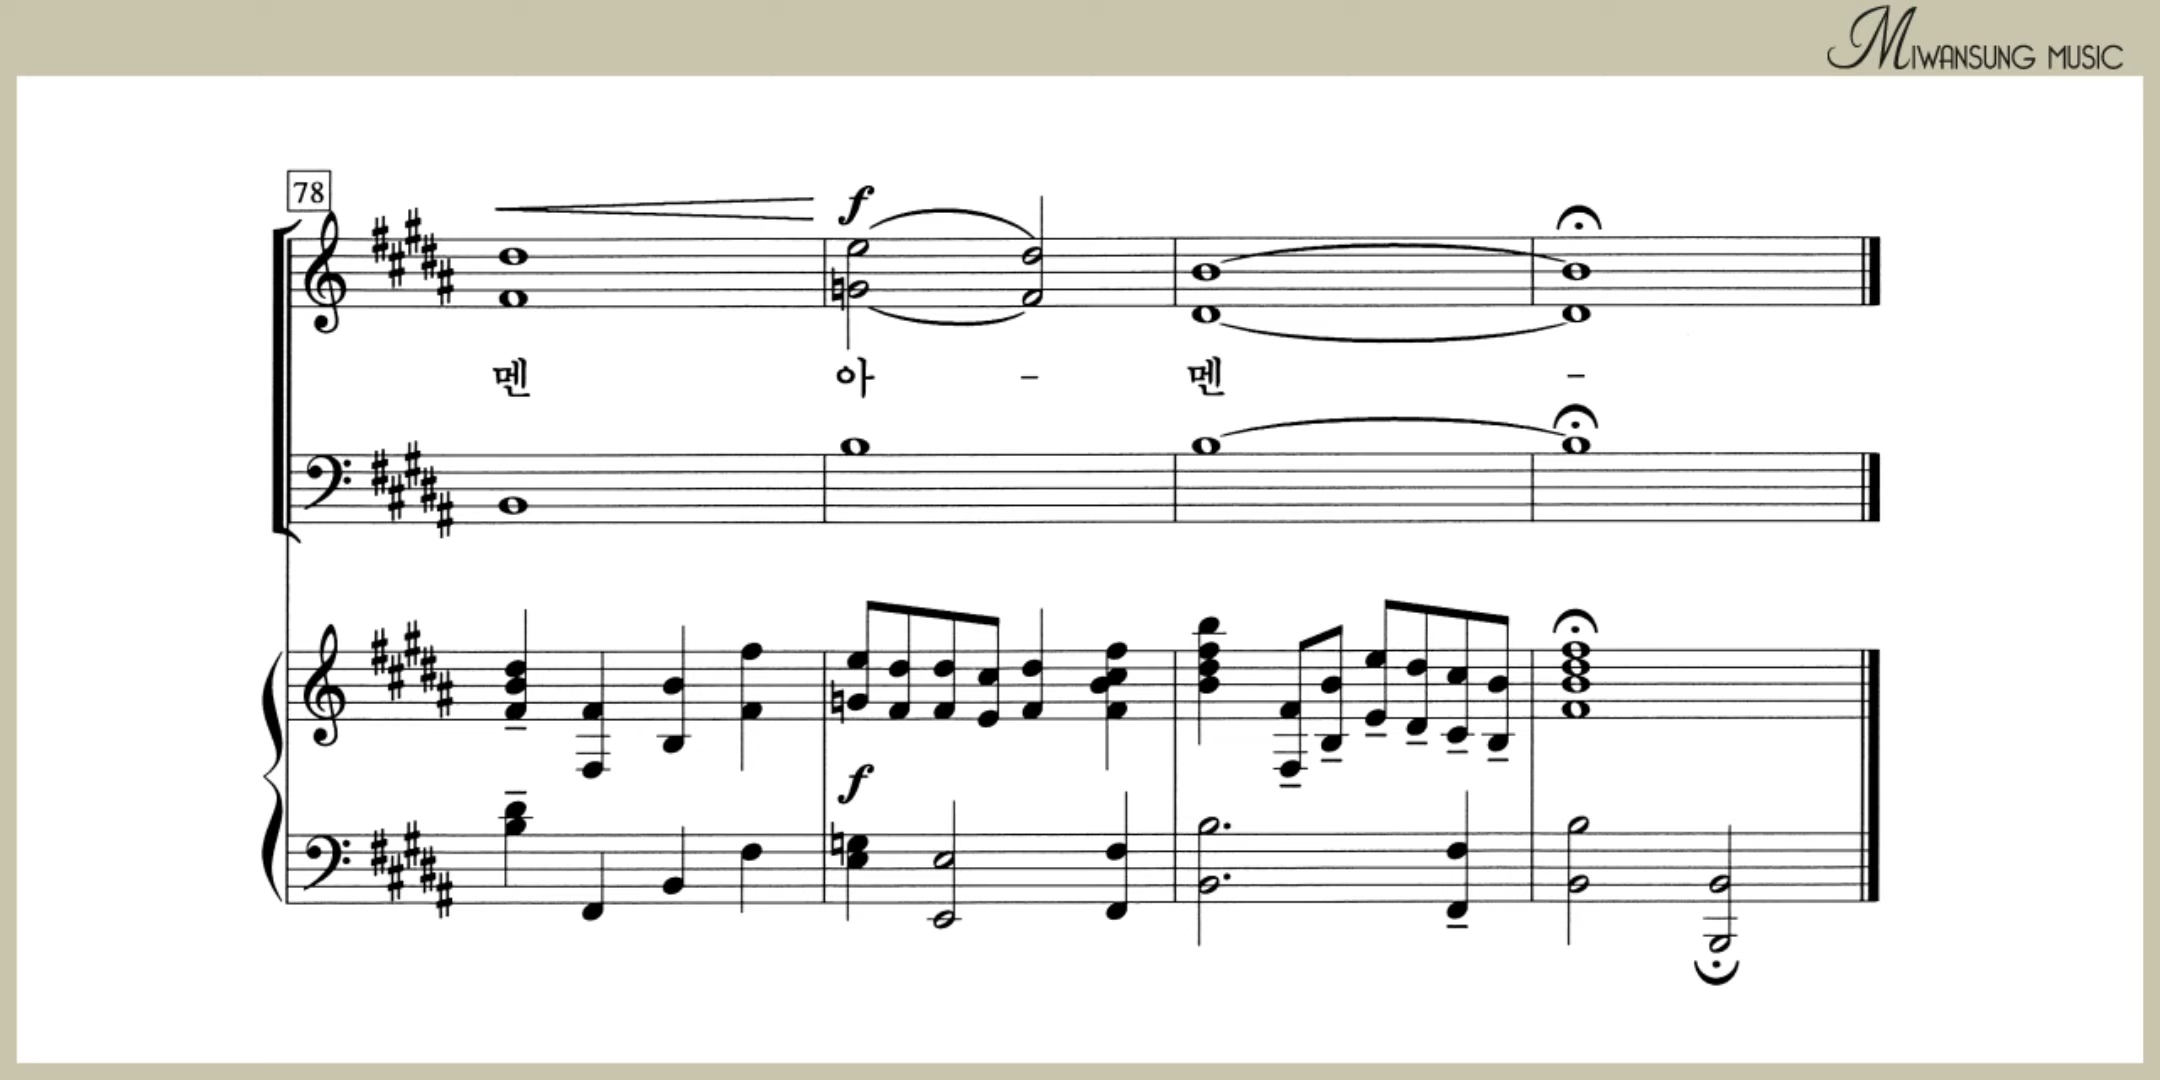 MIWANSUNG MUSIC
78
f
멘 아 - 멘 -
f